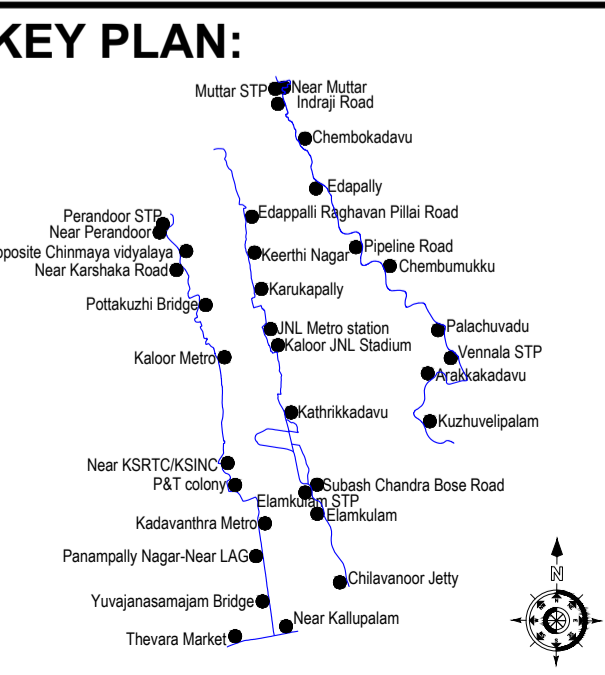 KEY PLAN:
Muttar STP
Near Muttar
Indraji Road
Chembokadavu
Edapally
Perandoor STP
Near Perandoor
pposite Chinmaya vidyalaya
Near Karshaka Road
Pottakuzhi Bridge
Kaloor Metro
Edappalli Raghavan Pillai Road
Keerthi Nagar
Pipeline Road
Chembumukku
Karukapally
JNL Metro station
Kaloor JNL Stadium
Palachuvadu
Vennala STP
Arakkakadavu
Kathrikkadavu
Kuzhuvelipalam
Near KSRTC/KSINC
P&T colony
Subash Chandra Bose Road
Elamkulam STP
Elamkulam
Kadavanthra Metro
Panampally Nagar-Near LAG
Chilavanoor Jetty
Yuvajanasamajam Bridge
Near Kallupalam
Thevara Market
N